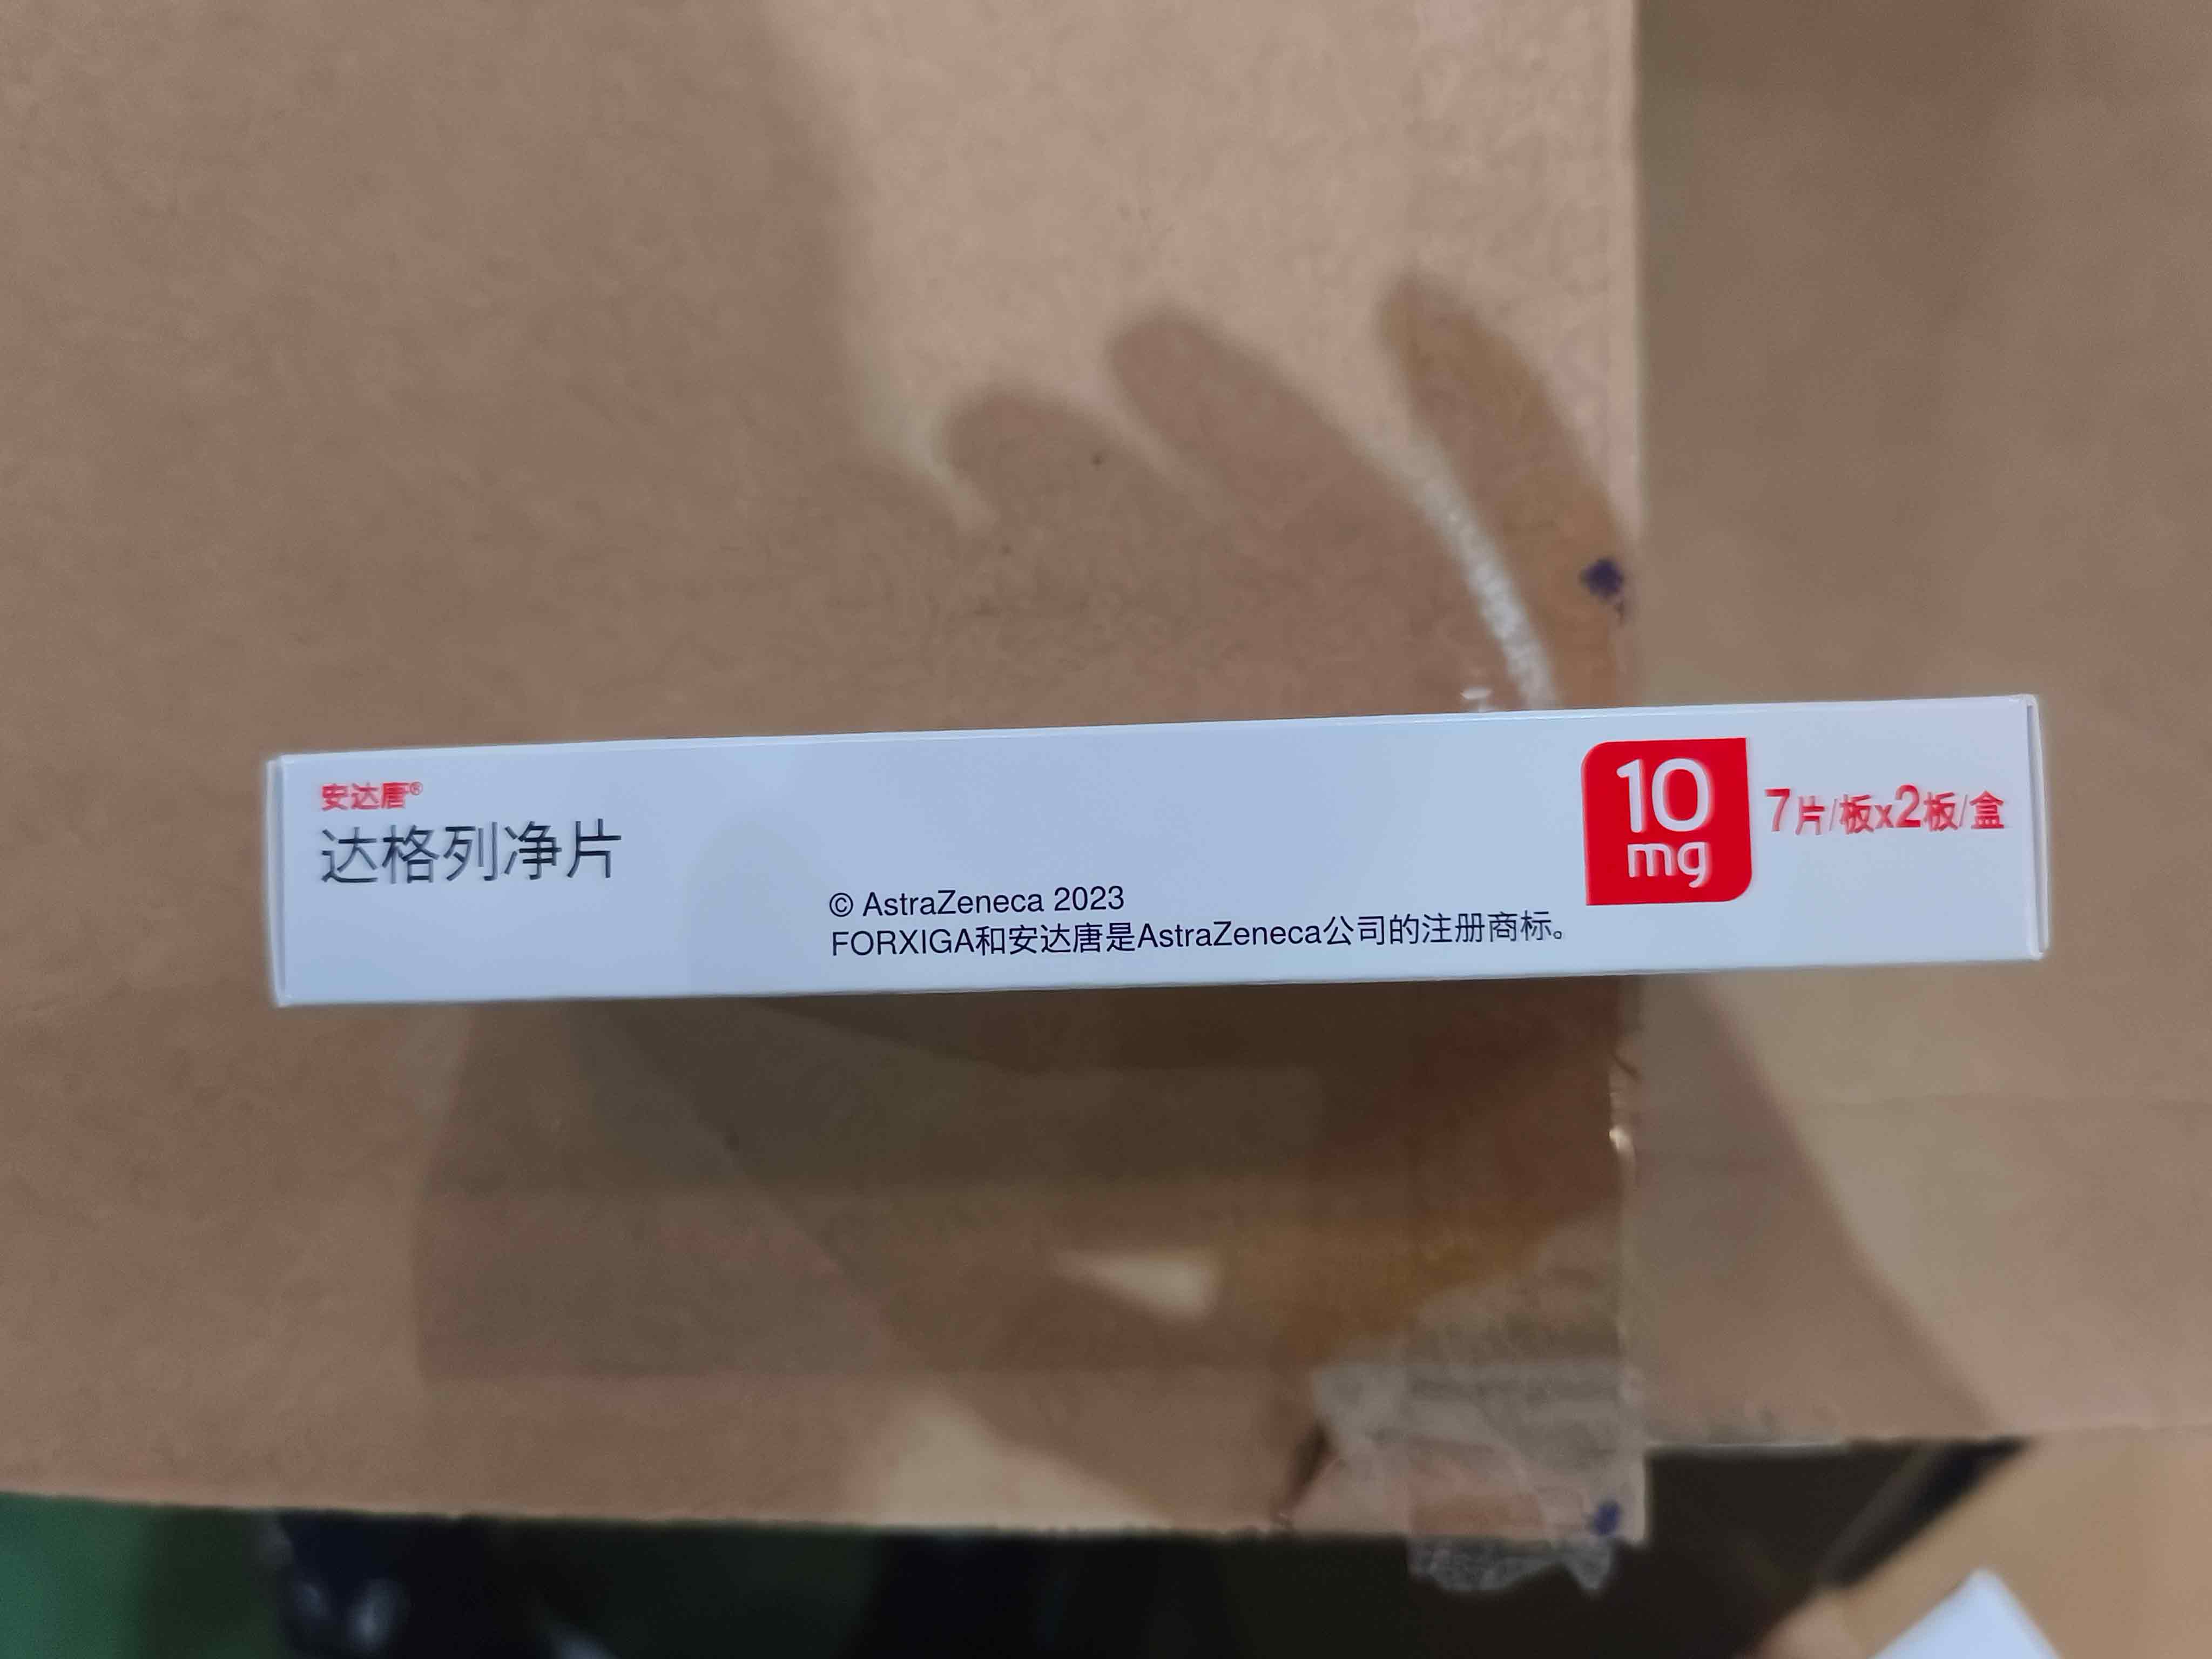 安达唐®
达格列净片
© AstraZeneca 2023
FORXIGA和安达唐是AstraZeneca公司的注册商标。
10
mg
7片/板x2板/盒